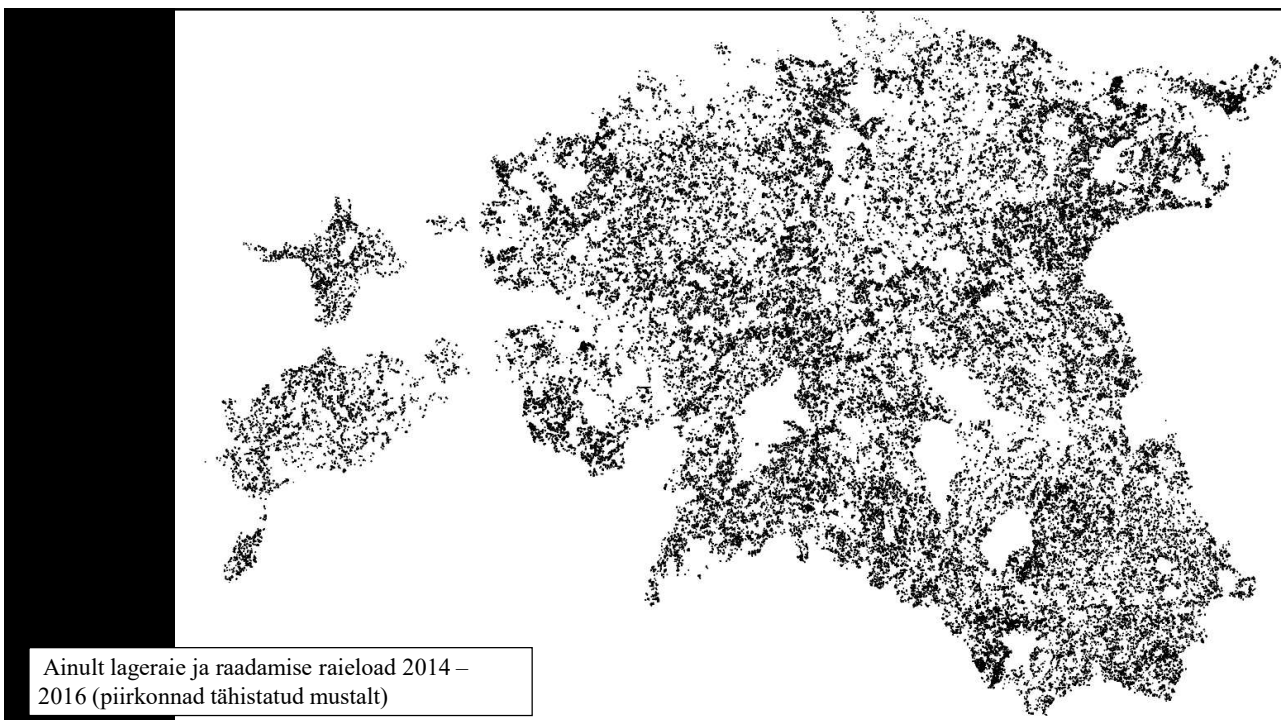 Ainult lageraie ja raadamise raieload 2014 –
2016 (piirkonnad tähistatud mustalt)